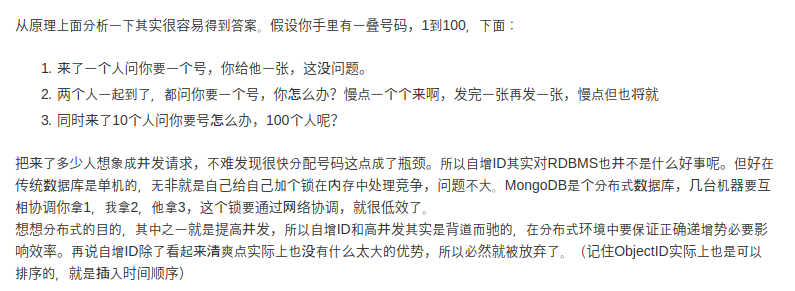 从原理上面分析一下其实很容易得到答案。假设你手里有一叠号码，1到100，下面：
1. 来了一个人问你要一个号，你给他一张，这没问题。
2. 两个人一起到了，都问你要一个号，你怎么办？慢点一个个来啊，发完一张再发一张，慢点但也将就
3. 同时来了10个人问你要号怎么办，100个人呢？
把来了多少人想象成并发请求，不难发现很快分配号码这点成了瓶颈。所以自增ID其实对RDBMS也并不是什么好事呢。但好在
传统数据库是单机的，无非就是自己给自己加个锁在内存中处理竞争，问题不大。MongoDB是个分布式数据库，几台机器要互
相协调你拿1，我拿2，他拿3，这个锁要通过网络协调，就很低效了。
想想分布式的目的，其中之一就是提高并发，所以自增ID和高并发其实是背道而驰的，在分布式环境中要保证正确递增势必要影
响效率。再说自增ID除了看起来清爽点实际上也没有什么太大的优势，所以必然就被放弃了。（记住ObjectID实际上也是可以
排序的，就是插入时间顺序）